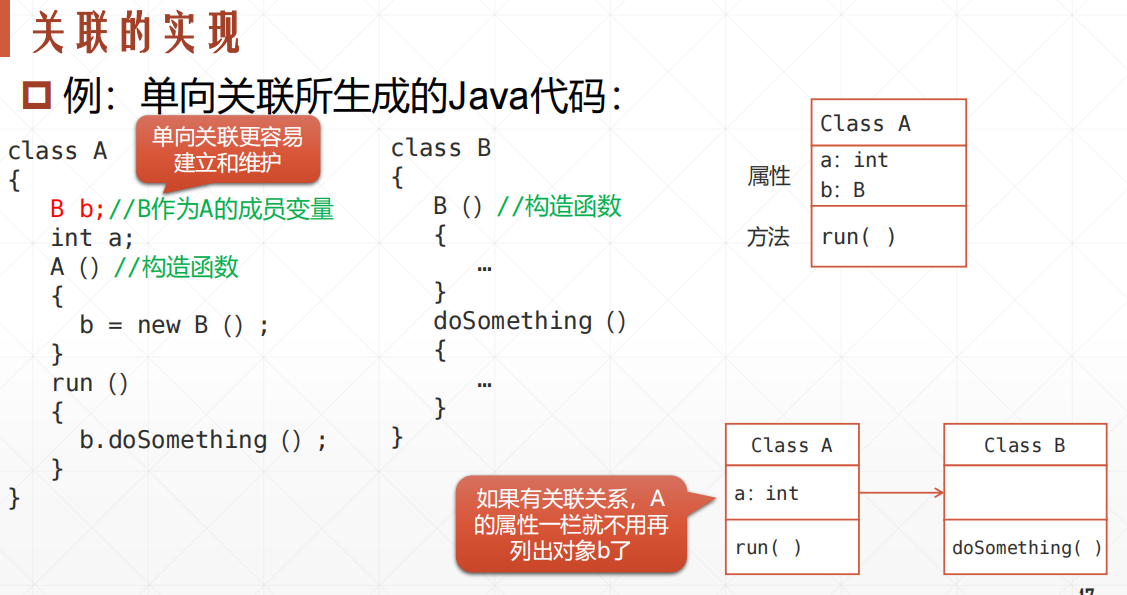 关联的实现
例：单向关联所生成的Java代码：
单向关联更容易
建立和维护
class A
{
B b;//B作为A的成员变量
int a;
A（）//构造函数
{
b = new B（）;
}
run（）
{
b.doSomething（）;
}
}
class B
{
B（）//构造函数
{
…
}
doSomething（）
{
…
}
}
Class A
属性
a：int
b：B
方法
run( )
如果有关联关系，A
的属性一栏就不用再
列出对象b了
Class A
a：int
run( )
Class B
doSomething( )
17